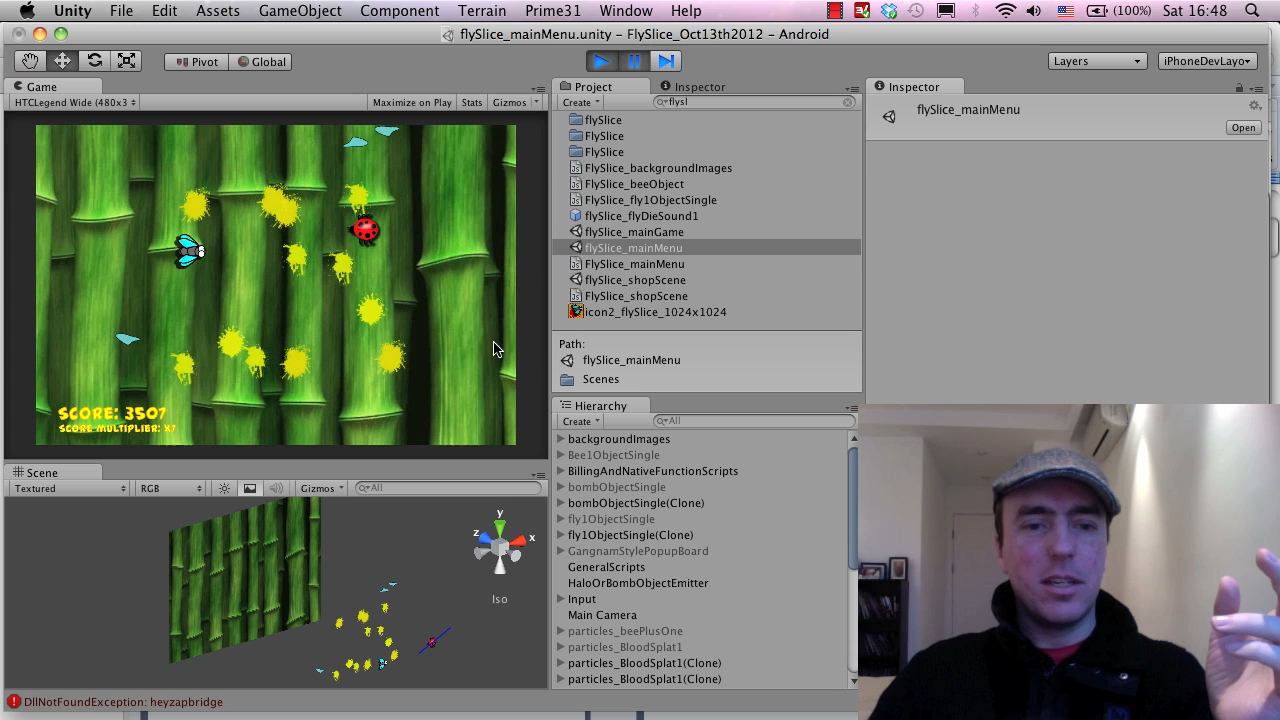 Unity File Edit Assets GameObject Component Terrain Prime31 Window Help (100%) Sat 16:48
flySlice_mainMenu.unity - FlySlice_Oct13th2012 - Android
Pivot Global Layers iPhoneDevLayo
Game
HTCLegend Wide (480x3 Maximize on Play Stats Gizmos
SCORE: 3507
SCORE MULTIPLIER: X7
Scene
Textured RGB Gizmos All
y
z
x
Iso
Project Inspector
Create flysl
flySlice
FlySlice
FlySlice
FlySlice_backgroundImages
FlySlice_beeObject
FlySlice_fly1ObjectSingle
flySlice_flyDieSound1
flySlice_mainGame
flySlice_mainMenu
FlySlice_mainMenu
flySlice_shopScene
FlySlice_shopScene
icon2_flySlice_1024x1024
Path:
flySlice_mainMenu
Scenes
Hierarchy
Create All
backgroundImages
Bee1ObjectSingle
BillingAndNativeFunctionScripts
bombObjectSingle
bombObjectSingle(Clone)
fly1ObjectSingle
fly1ObjectSingle(Clone)
GangnamStylePopupBoard
GeneralScripts
HaloOrBombObjectEmitter
Input
Main Camera
particles_beePlusOne
particles_BloodSplat1
particles_BloodSplat1(Clone)
particles_BloodSplat1(Clone)
Inspector
flySlice_mainMenu
Open
DllNotFoundException: heyzapbridge